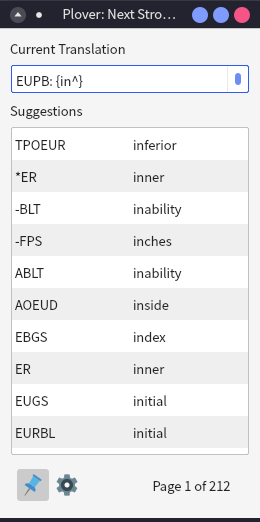 Plover: Next Stro...
Current Translation
EUPB: {in^}
Suggestions
TPOEUR inferior
*ER inner
-BLT inability
-FPS inches
ABLT inability
AOEUD inside
EBGS index
ER inner
EUGS initial
EURBL initial
Page 1 of 212